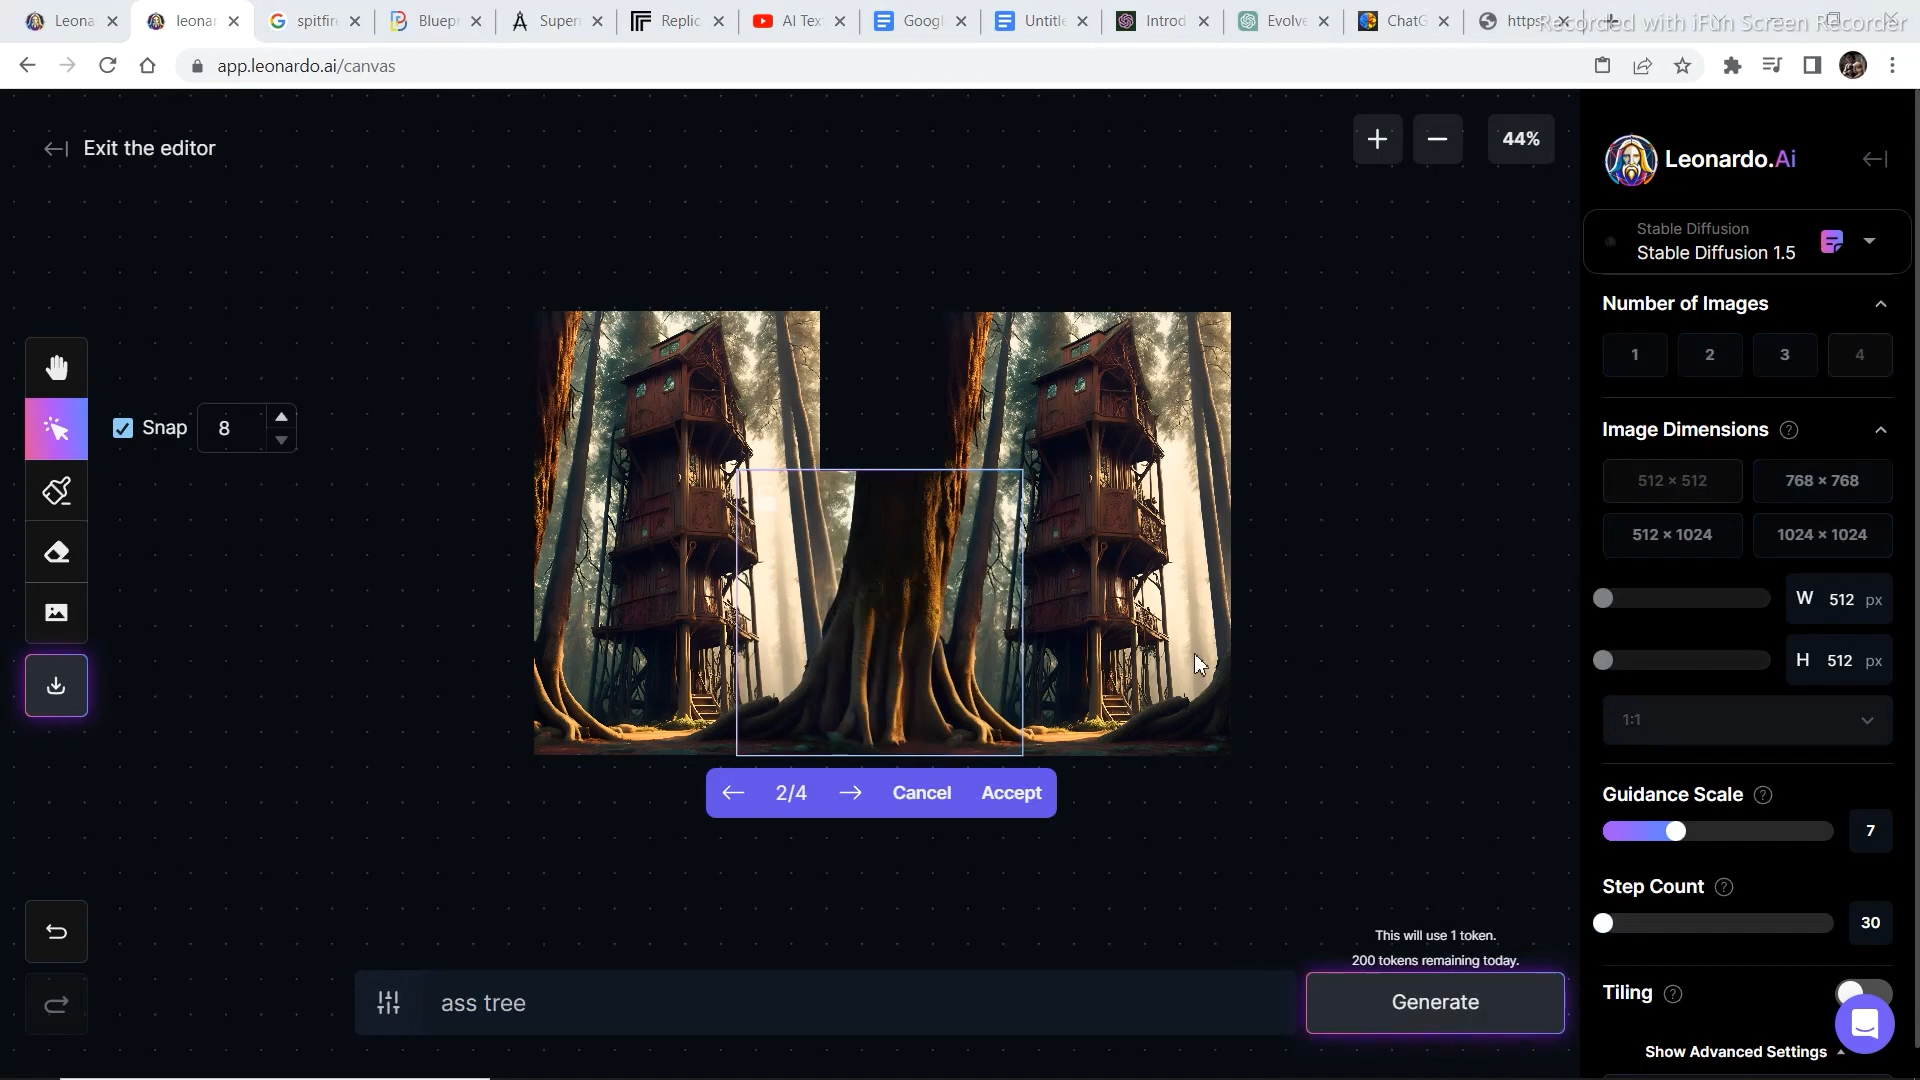 Leona
leonar
spitfire
Bluepr
Superm
Replic
AI Tex
Googl
Untitle
Introd
Evolve
ChatG
https
Recorded with iFun Screen Recorder
app.leonardo.ai/canvas
Exit the editor
44%
Leonardo.Ai
Stable Diffusion
Stable Diffusion 1.5
Number of Images
1 2 3 4
Snap 8
Image Dimensions ?
512 × 512 768 × 768
512 × 1024 1024 × 1024
W 512 px
H 512 px
1:1
2/4 Cancel Accept
Guidance Scale ?
7
Step Count ?
30
This will use 1 token.
200 tokens remaining today.
ass tree
Generate
Tiling ?
Show Advanced Settings